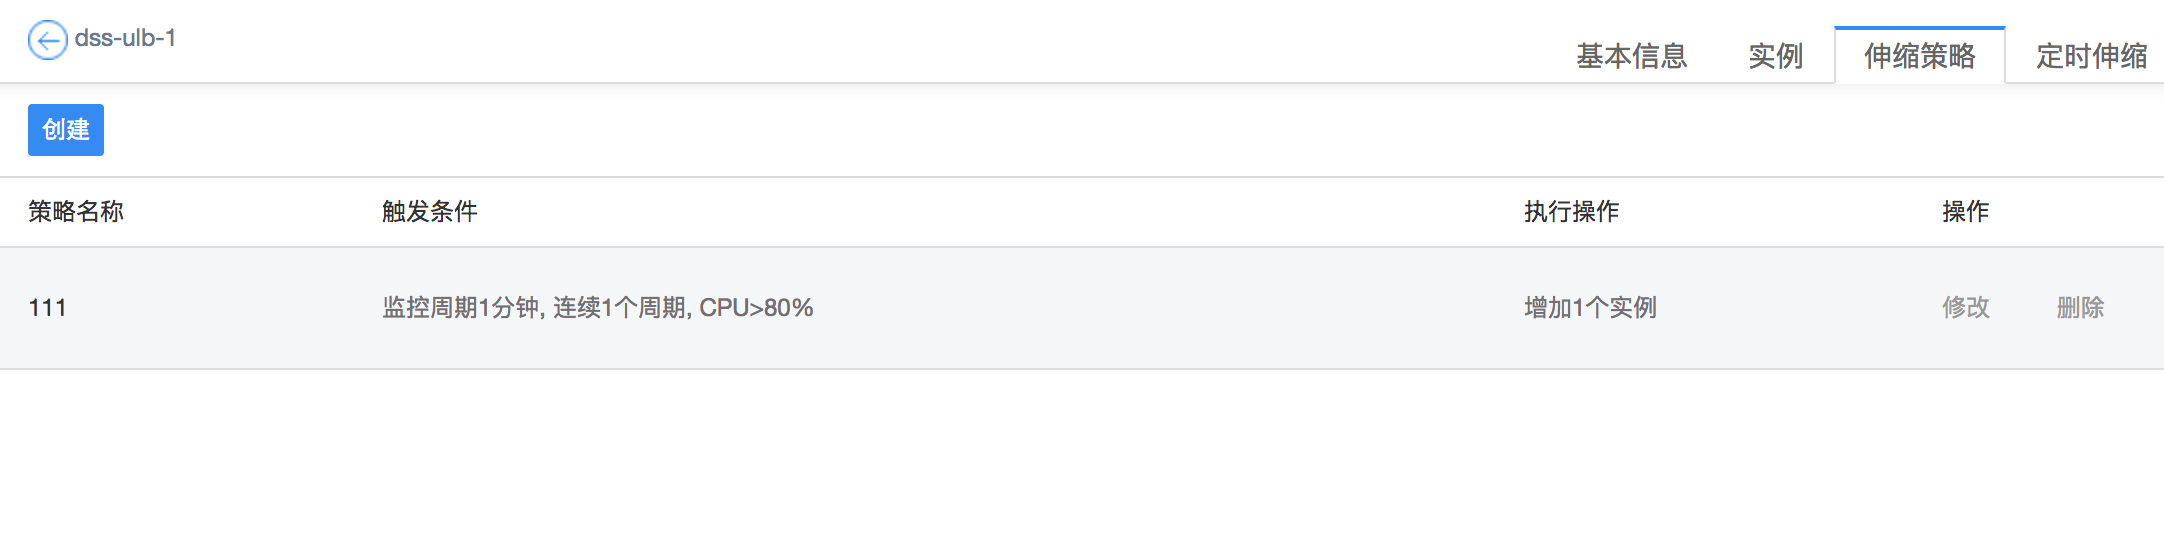 dss-ulb-1
基本信息 实例 伸缩策略 定时伸缩
创建
策略名称 触发条件 执行操作 操作
111 监控周期1分钟, 连续1个周期, CPU>80% 增加1个实例 修改 删除